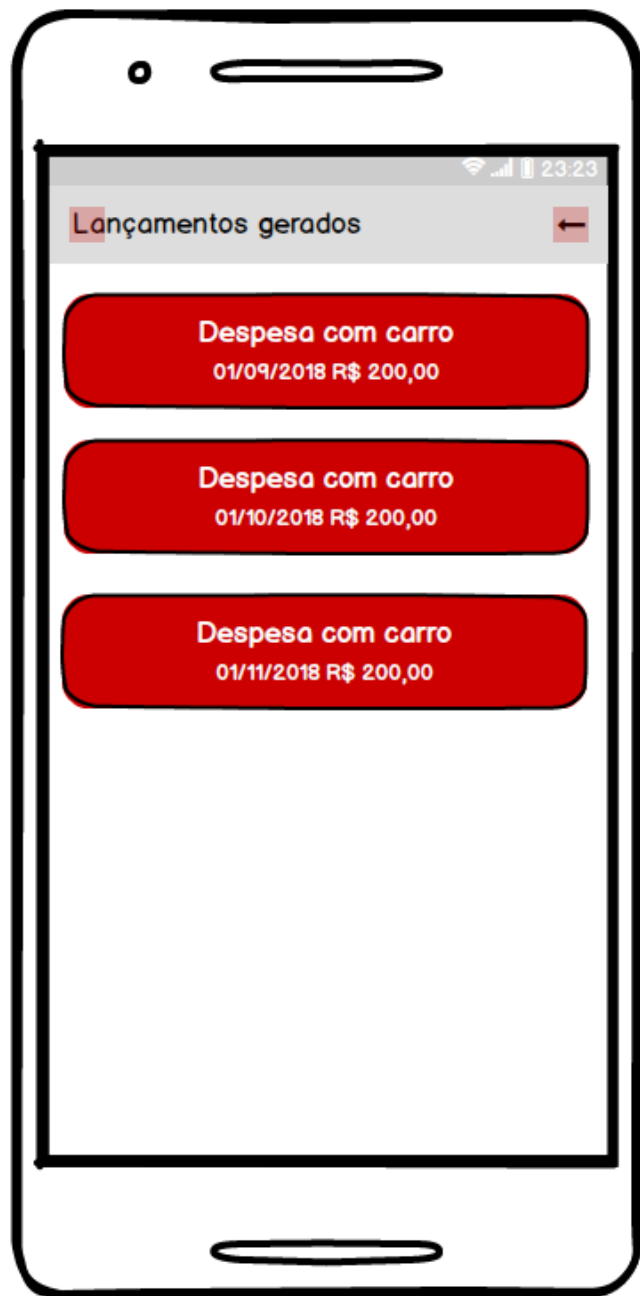 23:23
Lançamentos gerados
Despesa com carro
01/09/2018 R$ 200,00
Despesa com carro
01/10/2018 R$ 200,00
Despesa com carro
01/11/2018 R$ 200,00